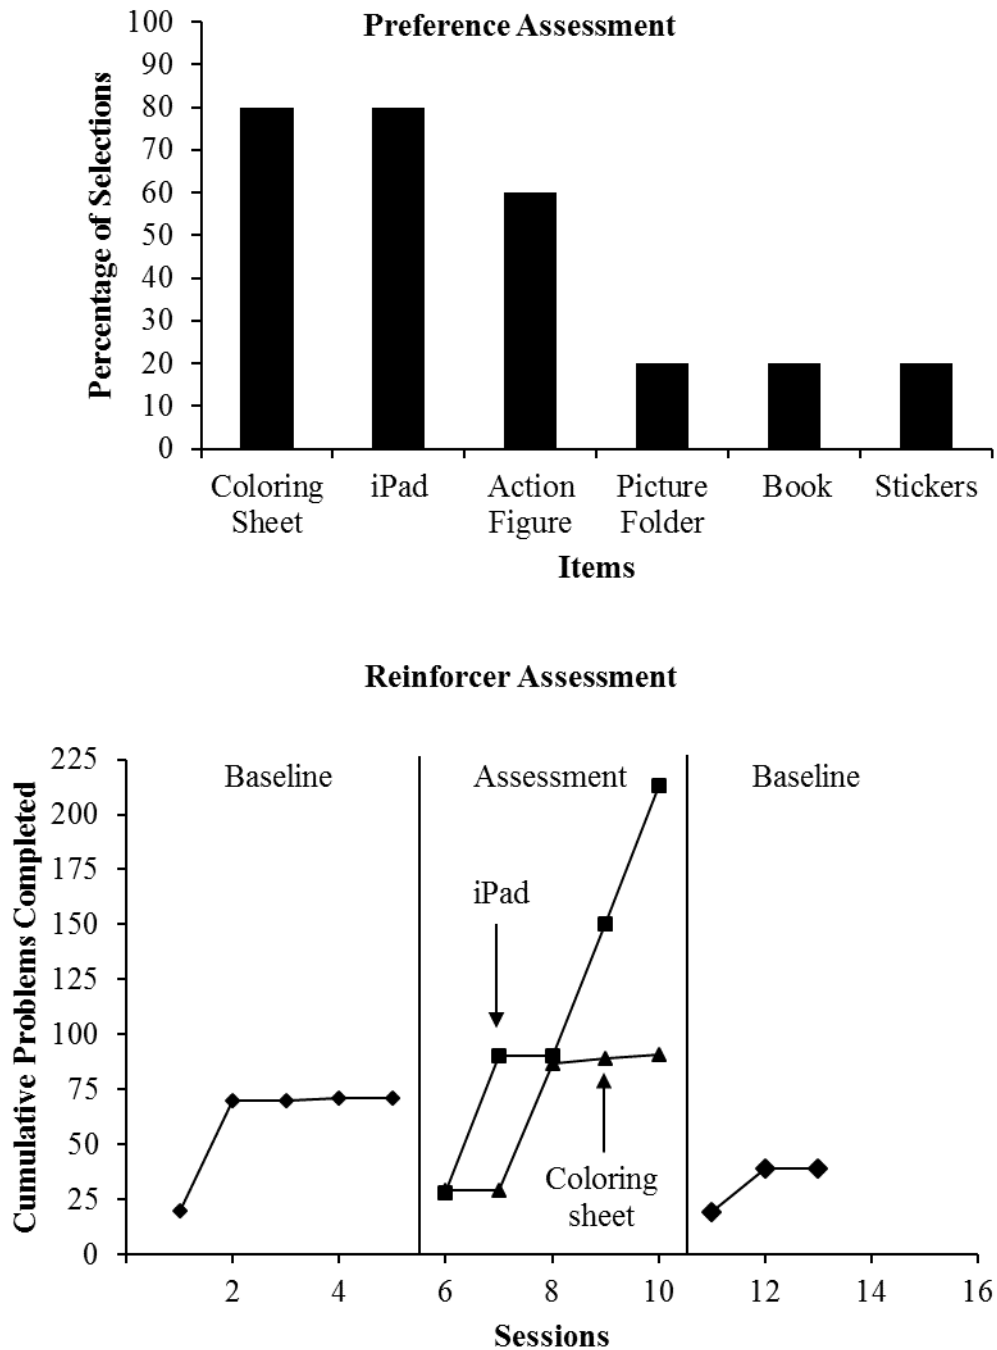 Preference Assessment
Percentage of Selections
100
90
80
70
60
50
40
30
20
10
0
Coloring Sheet
iPad
Action Figure
Picture Folder
Book
Stickers
Items
Reinforcer Assessment
Cumulative Problems Completed
225
200
175
150
125
100
75
50
25
0
Baseline
Assessment
Baseline
iPad
Coloring
sheet
2
4
6
8
10
12
14
16
Sessions